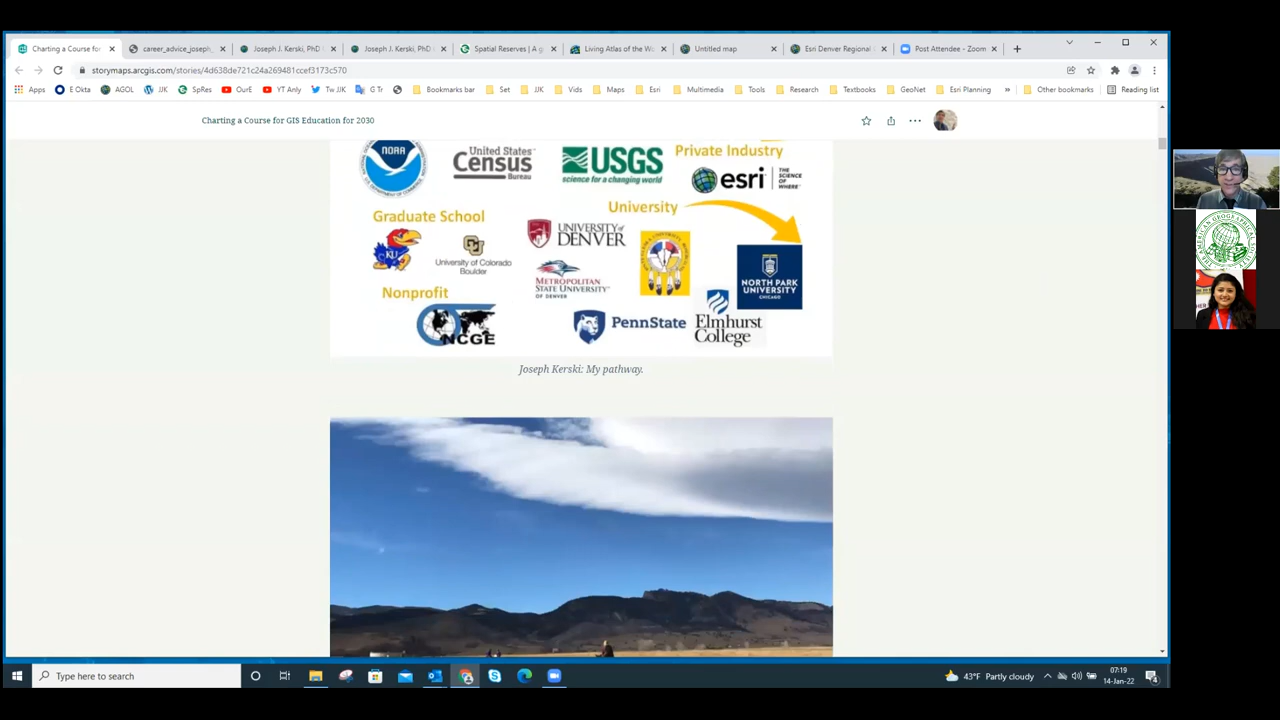 Charting a Course for
career_advice_joseph_
Joseph J. Kerski, PhD
Joseph J. Kerski, PhD
Spatial Reserves | A g
Living Atlas of the Wo
Untitled map
Esri Denver Regional
Post Attendee - Zoom
storymaps.arcgis.com/stories/4d638de721c24a269481ccef3173c570
Apps
E Okta
AGOL
JJK
SpRes
OurE
YT Anly
Tw JJK
G Tr
Bookmarks bar
Set
JJK
Vids
Maps
Esri
Multimedia
Tools
Research
Textbooks
GeoNet
Esri Planning
»
Other bookmarks
Reading list
Charting a Course for GIS Education for 2030
NOAA
United States®
Census
Bureau
USGS
science for a changing world
Private Industry
esri
THE
SCIENCE
OF
WHERE
Graduate School
KU
CU
University of Colorado
Boulder
UNIVERSITY of
DENVER
METROPOLITAN
STATE UNIVERSITY™
OF DENVER
University
NORTH PARK
UNIVERSITY
CHICAGO
Nonprofit
NCGE
PennState
Elmhurst
College
Joseph Kerski: My pathway.
Type here to search
43°F Partly cloudy
07:19
14-Jan-22
4